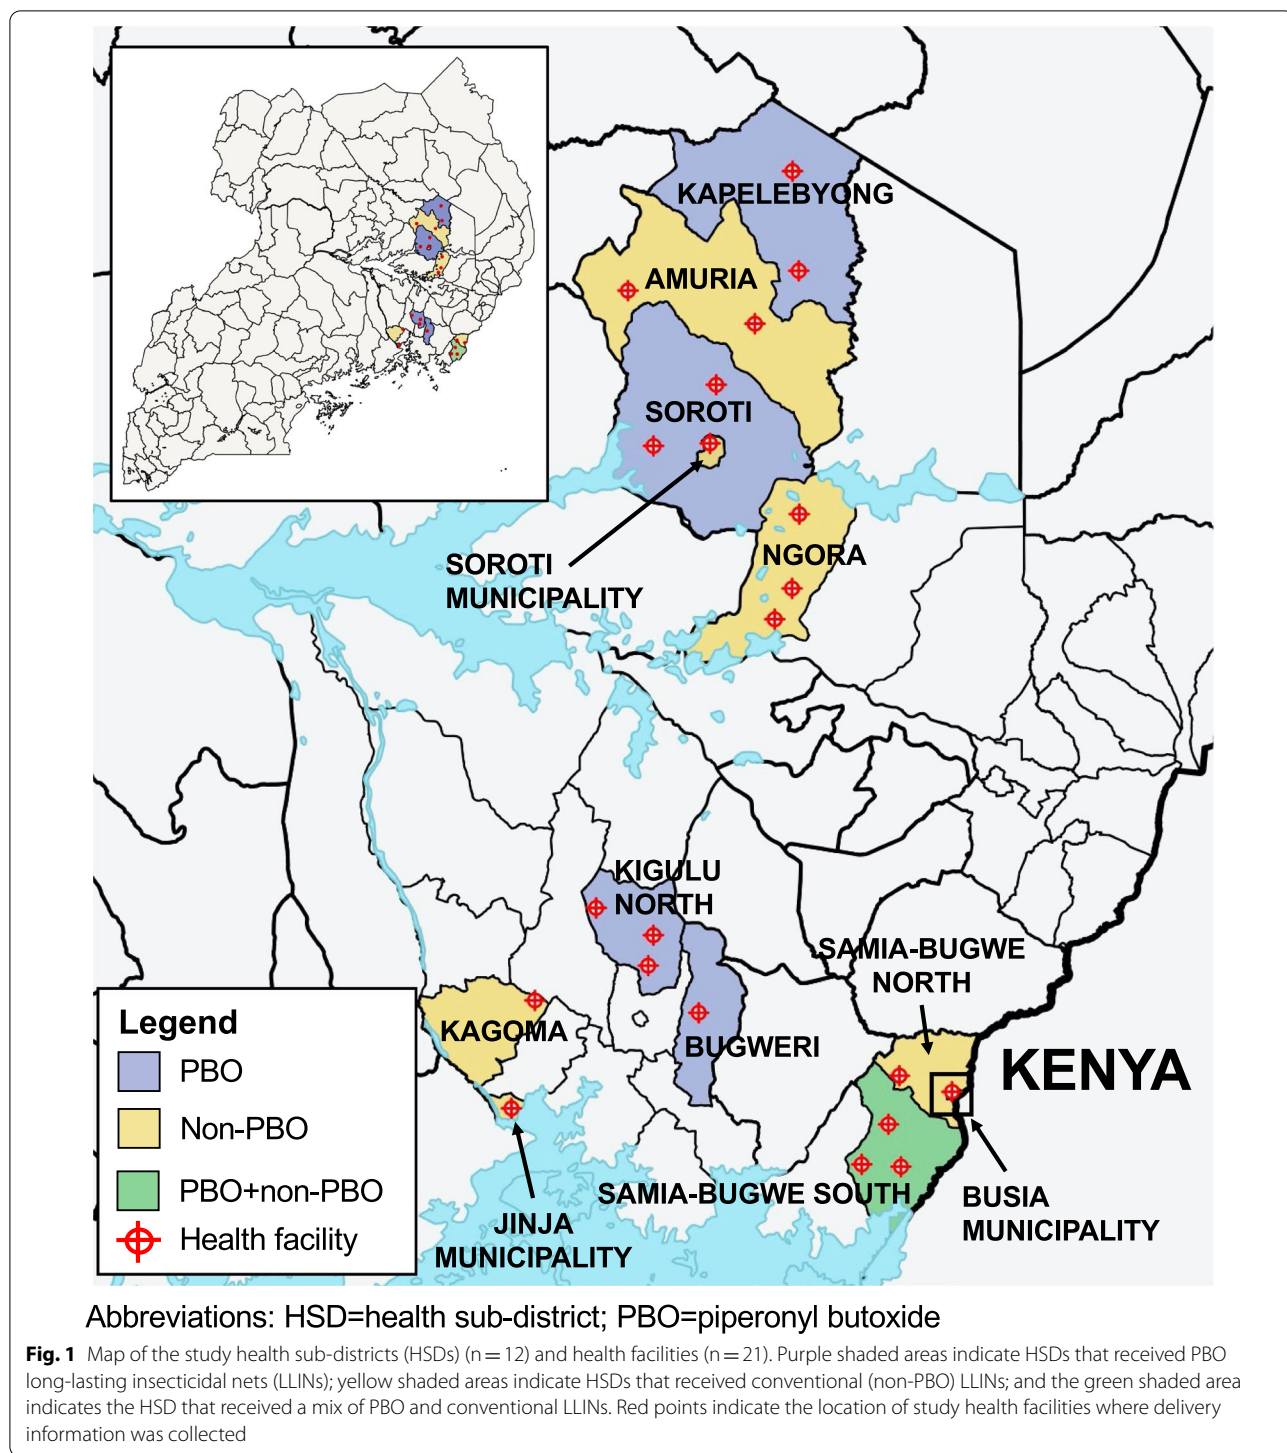 KAPELEBYONG
AMURIA
SOROTI
SOROTI
MUNICIPALITY
NGORA
KIGULU
NORTH
SAMIA-BUGWE
NORTH
KAGOMA
BUGWERI
KENYA
SAMIA-BUGWE SOUTH
BUSIA
MUNICIPALITY
JINJA
MUNICIPALITY
Legend
PBO
Non-PBO
PBO+non-PBO
Health facility
Abbreviations: HSD=health sub-district; PBO=piperonyl butoxide
Fig. 1 Map of the study health sub-districts (HSDs) (n = 12) and health facilities (n = 21). Purple shaded areas indicate HSDs that received PBO
long-lasting insecticidal nets (LLINs); yellow shaded areas indicate HSDs that received conventional (non-PBO) LLINs; and the green shaded area
indicates the HSD that received a mix of PBO and conventional LLINs. Red points indicate the location of study health facilities where delivery
information was collected